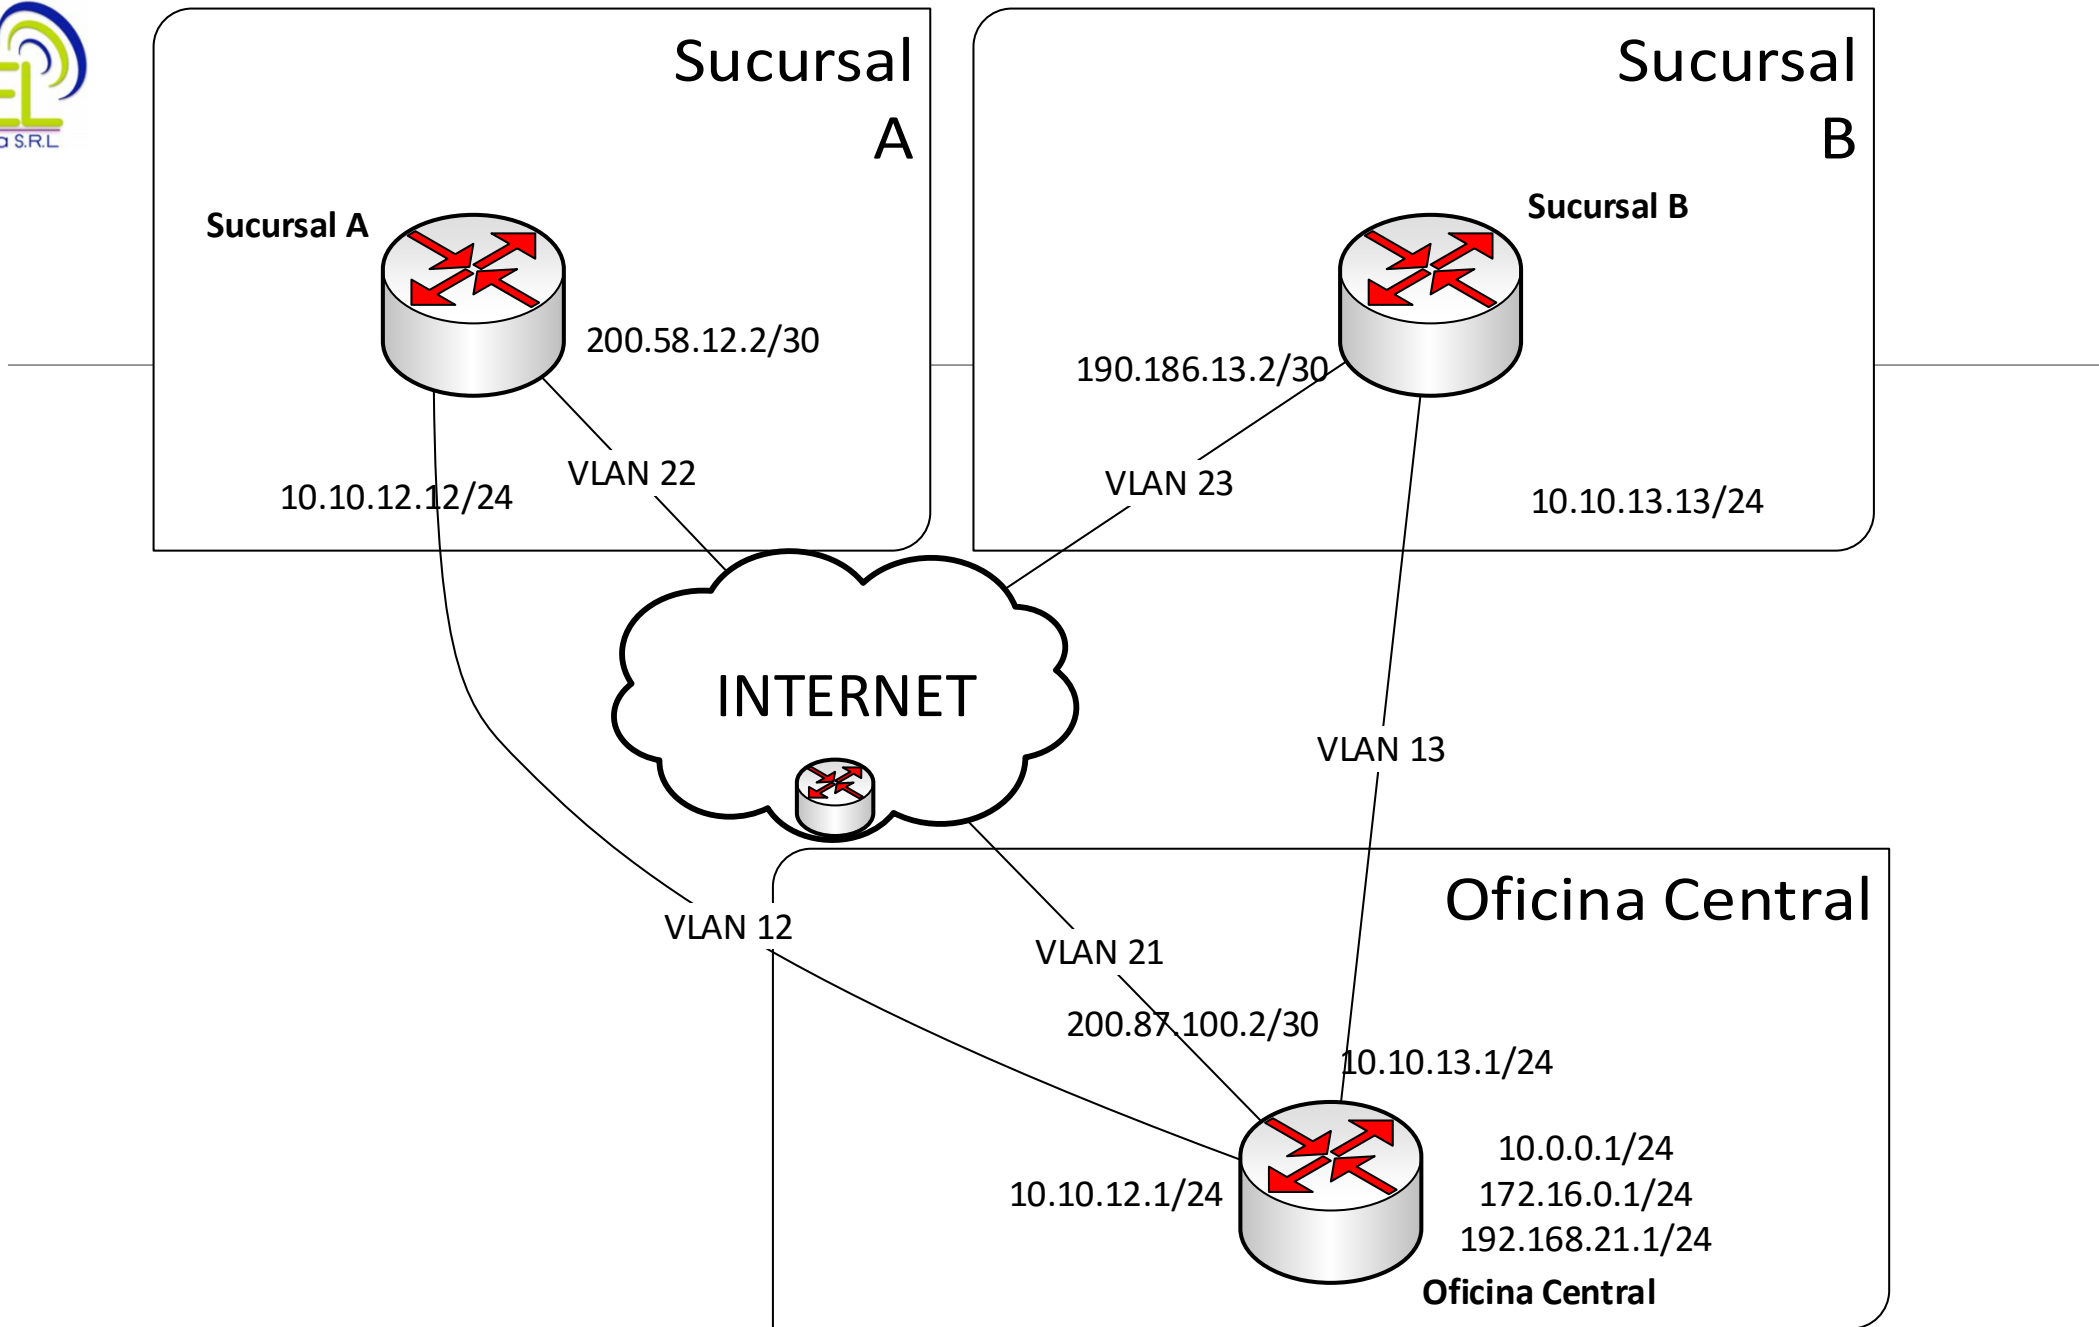 EL
a S.R.L
Sucursal
A
Sucursal
B
Sucursal A
Sucursal B
200.58.12.2/30
190.186.13.2/30
VLAN 22
10.10.12.12/24
VLAN 23
10.10.13.13/24
INTERNET
VLAN 13
Oficina Central
VLAN 12
VLAN 21
200.87.100.2/30
10.10.13.1/24
10.0.0.1/24
10.10.12.1/24
172.16.0.1/24
192.168.21.1/24
Oficina Central